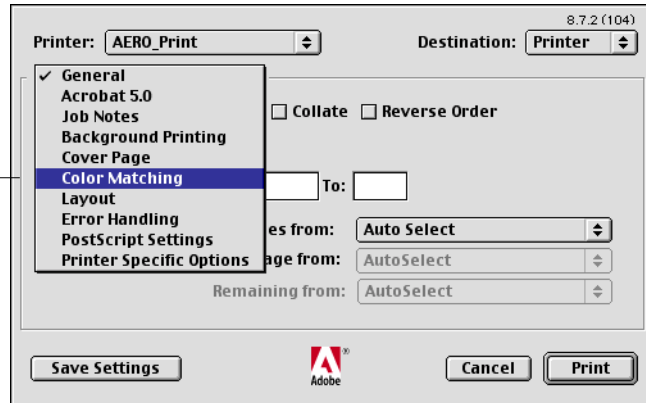 8.7.2 (104)
Printer: AERO_Print Destination: Printer
✓ General
Acrobat 5.0
Job Notes
Collate Reverse Order
Background Printing
Cover Page
Color Matching
To:
Layout
Error Handling
es from: Auto Select
PostScript Settings
Printer Specific Options
age from: AutoSelect
Remaining from: AutoSelect
Save Settings
Adobe
Cancel Print